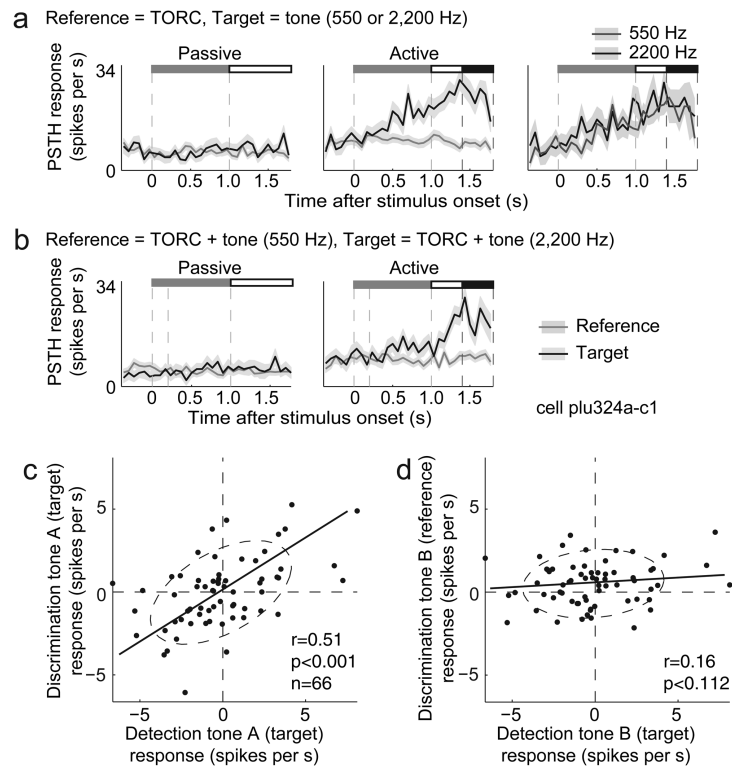 a Reference = TORC, Target = tone (550 or 2,200 Hz)
550 Hz
2200 Hz
Passive
Active
34
0
PSTH response
(spikes per s)
0 0.5 1.0 1.5
0 0.5 1.0 1.5
0 0.5 1.0 1.5
Time after stimulus onset (s)
b Reference = TORC + tone (550 Hz), Target = TORC + tone (2,200 Hz)
Passive
Active
34
0
PSTH response
(spikes per s)
0 0.5 1.0 1.5
0 0.5 1.0 1.5
Time after stimulus onset (s)
Reference
Target
cell plu324a-c1
c
Discrimination tone A (target)
response (spikes per s)
5
0
−5
r=0.51
p<0.001
n=66
−5 0 5
Detection tone A (target)
response (spikes per s)
d
Discrimination tone B (reference)
response (spikes per s)
5
0
−5
r=0.16
p<0.112
−5 0 5
Detection tone B (target)
response (spikes per s)